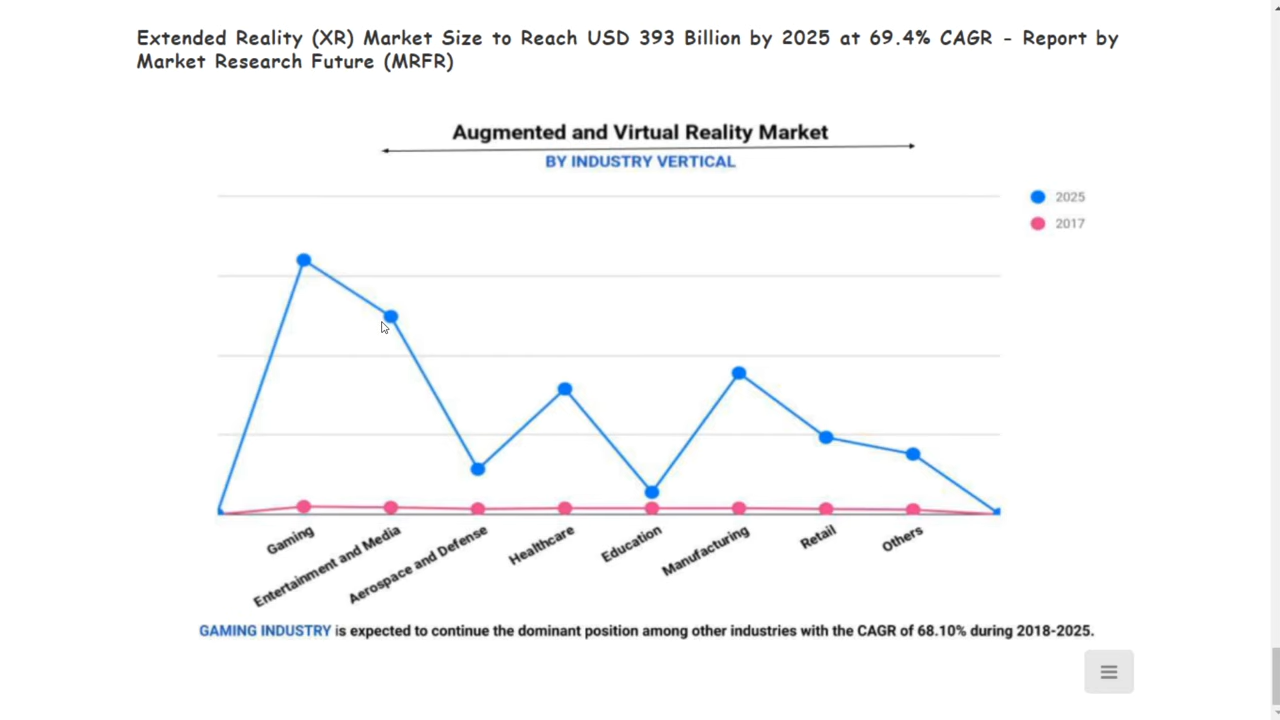 Extended Reality (XR) Market Size to Reach USD 393 Billion by 2025 at 69.4% CAGR - Report by
Market Research Future (MRFR)
Augmented and Virtual Reality Market
BY INDUSTRY VERTICAL
2025
2017
Gaming
Entertainment and Media
Aerospace and Defense
Healthcare
Education
Manufacturing
Retail
Others
GAMING INDUSTRY is expected to continue the dominant position among other industries with the CAGR of 68.10% during 2018-2025.